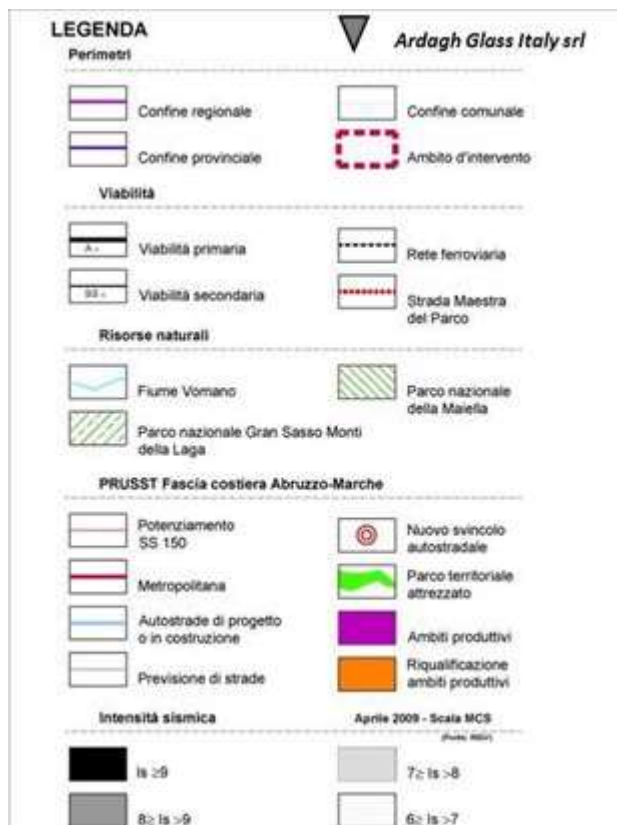 LEGENDA
Ardagh Glass Italy srl
Perimetri
Confine regionale
Confine comunale
Confine provinciale
Ambito d'intervento
Viabilità
A
Viabilità primaria
Rete ferroviaria
SS
Viabilità secondaria
Strada Maestra
del Parco
Risorse naturali
Fiume Vomano
Parco nazionale
della Maiella
Parco nazionale Gran Sasso Monti
della Laga
PRUSST Fascia costiera Abruzzo-Marche
Potenziamento
SS 150
Nuovo svincolo
autostradale
Metropolitana
Parco territoriale
attrezzato
Autostrade di progetto
o in costruzione
Ambiti produttivi
Previsione di strade
Riqualificazione
ambiti produttivi
Intensità sismica
Aprile 2009 - Scala MCS
Is ≥9
7≥ Is >8
8≥ Is >9
6≥ Is >7